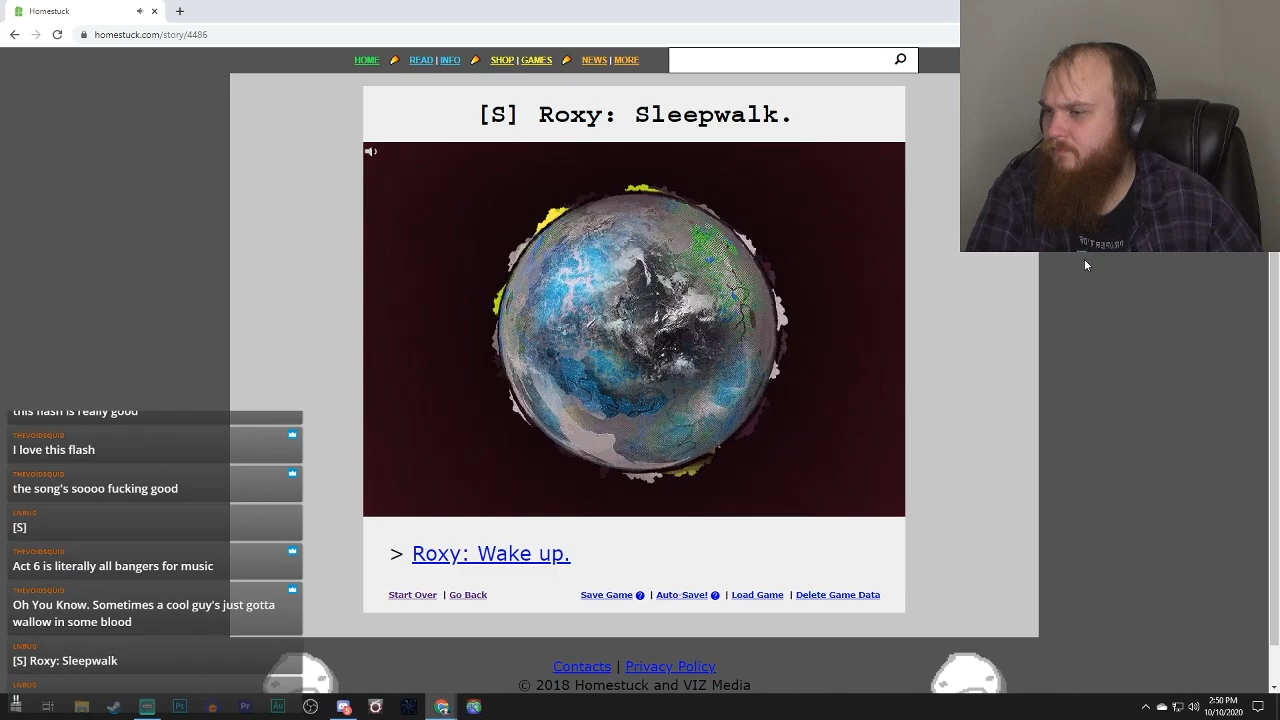 Homestuck
homestuck.com/story/4486
HOME READ | INFO SHOP | GAMES NEWS | MORE
[S] Roxy: Sleepwalk.
> Roxy: Wake up.
Start Over | Go Back Save Game ? | Auto-Save! ? | Load Game | Delete Game Data
Contacts | Privacy Policy
© 2018 Homestuck and VIZ Media
this flash is really good
THEVOIDSQUID
I love this flash
THEVOIDSQUID
the song's soooo fucking good
LNBUG
[S]
THEVOIDSQUID
Act 6 is literally all bangers for music
THEVOIDSQUID
Oh You Know. Sometimes a cool guy's just gotta
wallow in some blood
LNBUG
[S] Roxy: Sleepwalk
LNBUG
2:50 PM
10/10/2020